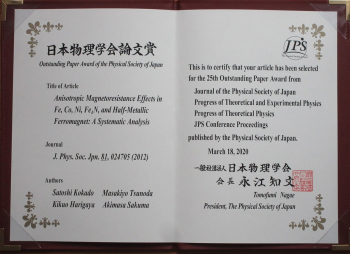 日本物理学会論文賞
Outstanding Paper Award of the Physical Society of Japan
Title of Article
Anisotropic Magnetoresistance Effects in
Fe, Co, Ni, Fe₄N, and Half-Metallic
Ferromagnet: A Systematic Analysis
Journal
J. Phys. Soc. Jpn. 81, 024705 (2012)
Authors
Satoshi Kokado Masakiyo Tsunoda
Kikuo Harigaya Akimasa Sakuma
JPS
This is to certify that your article has been selected
for the 25th Outstanding Paper Award from
Journal of the Physical Society of Japan
Progress of Theoretical and Experimental Physics
Progress of Theoretical Physics
JPS Conference Proceedings
published by the Physical Society of Japan.
March 18, 2020
一般社団法人 日本物理学会
会長 永江知文
Tomofumi Nagae
President, The Physical Society of Japan